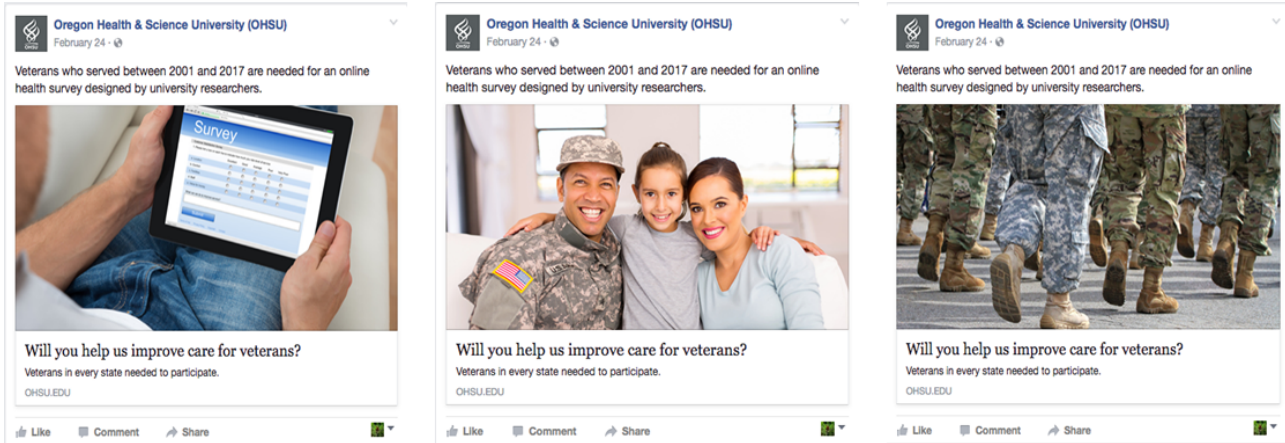 Oregon Health & Science University (OHSU)
February 24 ·
Veterans who served between 2001 and 2017 are needed for an online
health survey designed by university researchers.
Survey
Will you help us improve care for veterans?
Veterans in every state needed to participate.
OHSU.EDU
Like Comment Share
Oregon Health & Science University (OHSU)
February 24 ·
Veterans who served between 2001 and 2017 are needed for an online
health survey designed by university researchers.
Will you help us improve care for veterans?
Veterans in every state needed to participate.
OHSU.EDU
Like Comment Share
Oregon Health & Science University (OHSU)
February 24 ·
Veterans who served between 2001 and 2017 are needed for an online
health survey designed by university researchers.
Will you help us improve care for veterans?
Veterans in every state needed to participate.
OHSU.EDU
Like Comment Share